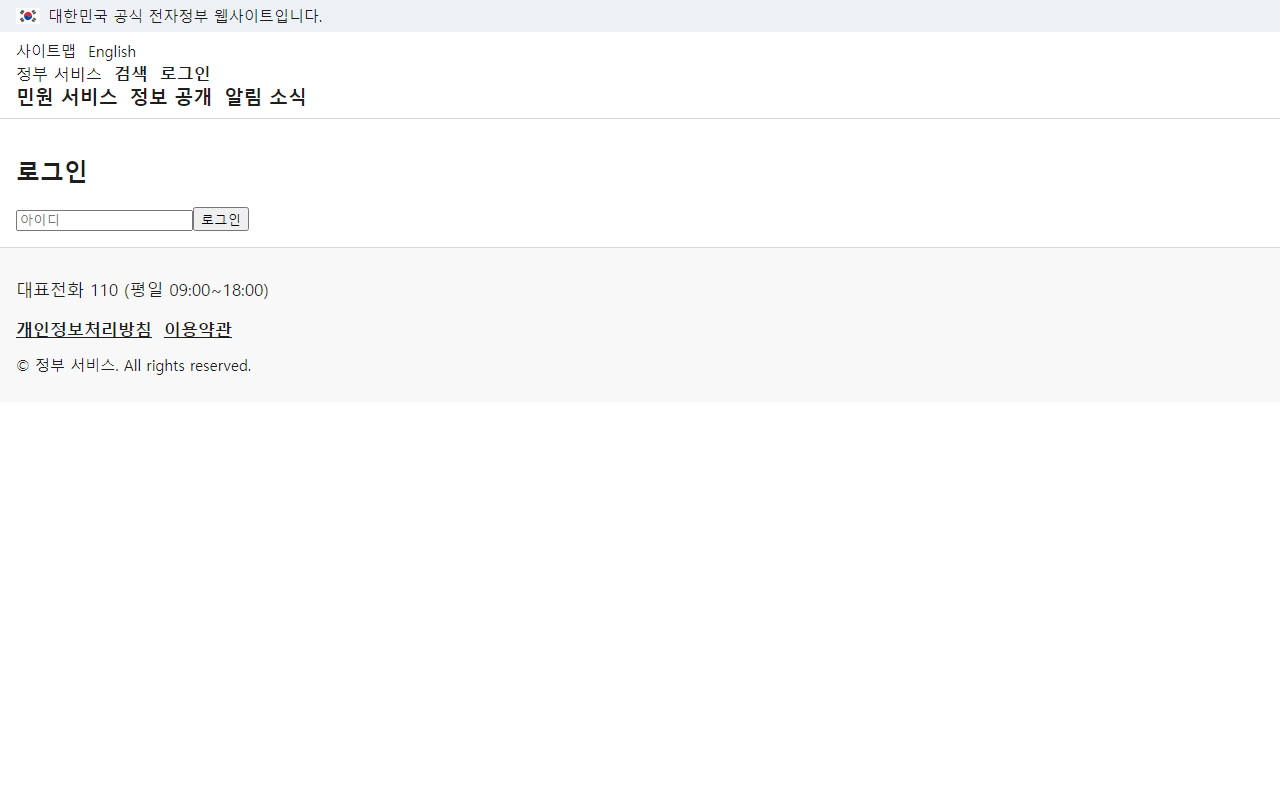 대한민국 공식 전자정부 웹사이트입니다.
사이트맵 English
정부 서비스 검색 로그인
민원 서비스 정보 공개 알림 소식
로그인
아이디 로그인
대표전화 110 (평일 09:00~18:00)
개인정보처리방침 이용약관
© 정부 서비스. All rights reserved.